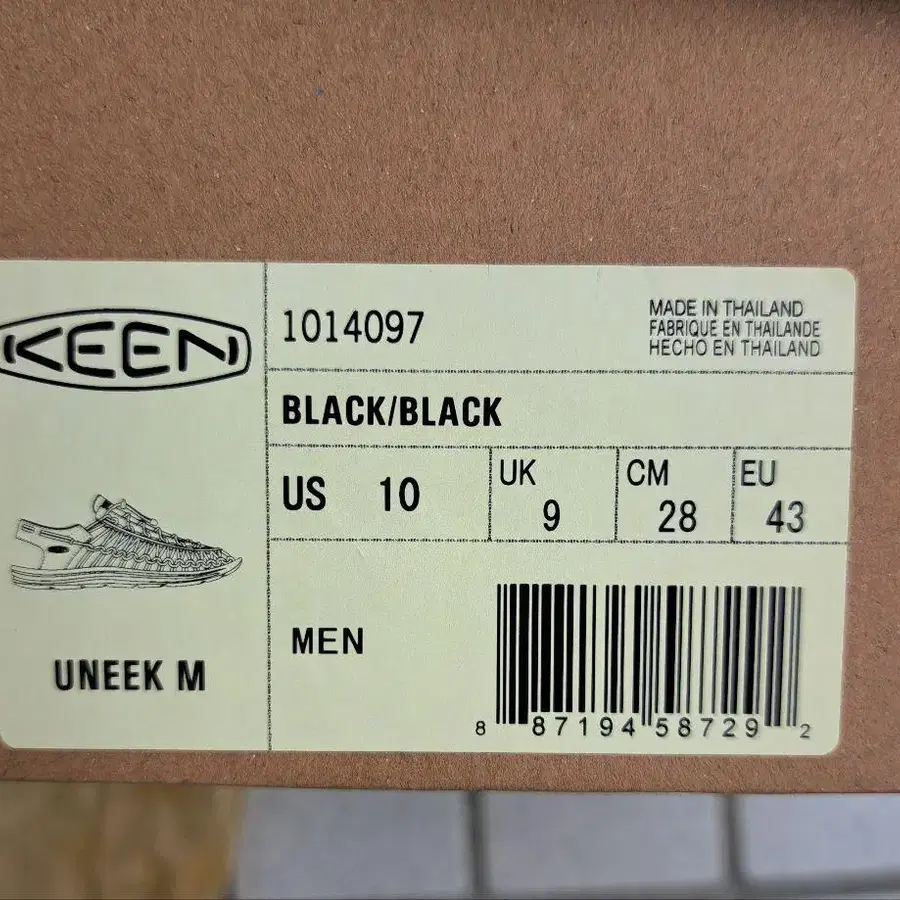 KEEN
1014097
MADE IN THAILAND
FABRIQUE EN THAILANDE
HECHO EN THAILAND
BLACK/BLACK
US 10
UK 9
CM 28
EU 43
UNEEK M
MEN
8 87194 58729 2